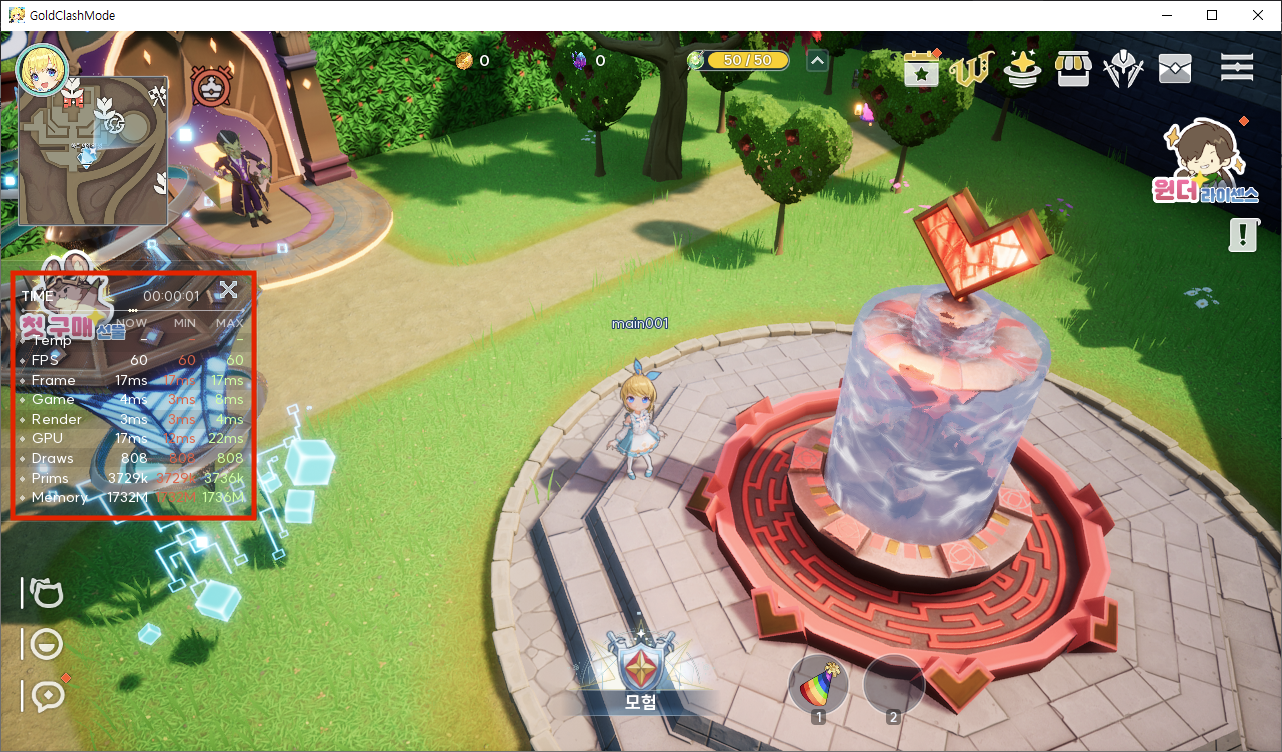 GoldClashMode
0
0
50 / 50
원더 라이센스
TIME 00:00:01
첫 구매 선물
NOW MIN MAX
Temp - -
FPS 60 60 60
Frame 17ms 17ms 17ms
Game 4ms 3ms 8ms
Render 3ms 3ms 4ms
GPU 17ms 12ms 22ms
Draws 808 808 808
Prims 3729k 3729k 3736k
Memory 1732M 1732M 1736M
main001
모험
1
2